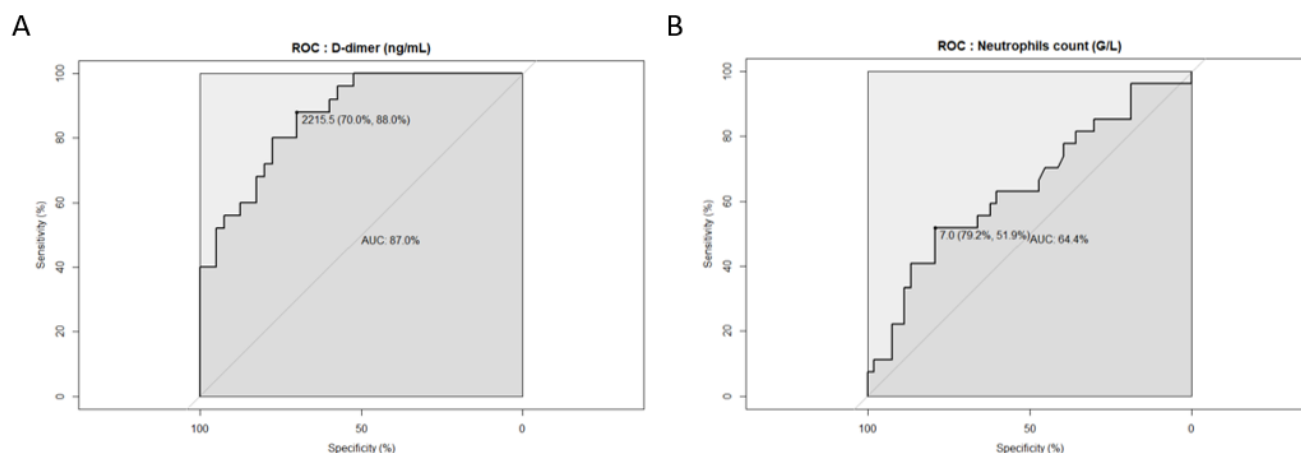 A
ROC : D-dimer (ng/mL)
100
80
60
40
20
0
Sensitivity (%)
2215.5 (70.0%, 88.0%)
AUC: 87.0%
100
50
0
Specificity (%)
B
ROC : Neutrophils count (G/L)
100
80
60
40
20
0
Sensitivity (%)
7.0 (79.2%, 51.9%)
AUC: 64.4%
100
50
0
Specificity (%)